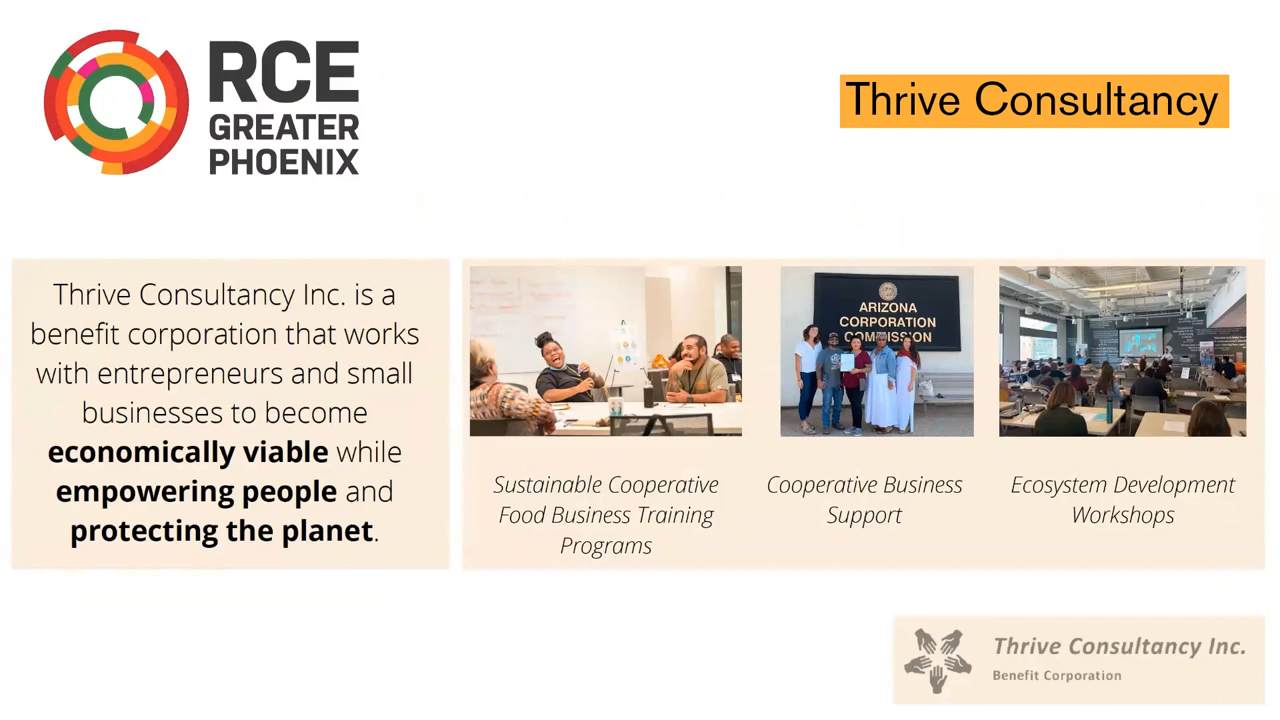 RCE
GREATER
PHOENIX
Thrive Consultancy
Thrive Consultancy Inc. is a
benefit corporation that works
with entrepreneurs and small
businesses to become
economically viable while
empowering people and
protecting the planet.
ARIZONA
CORPORATION
COMMISSION
Sustainable Cooperative
Food Business Training
Programs
Cooperative Business
Support
Ecosystem Development
Workshops
Thrive Consultancy Inc.
Benefit Corporation